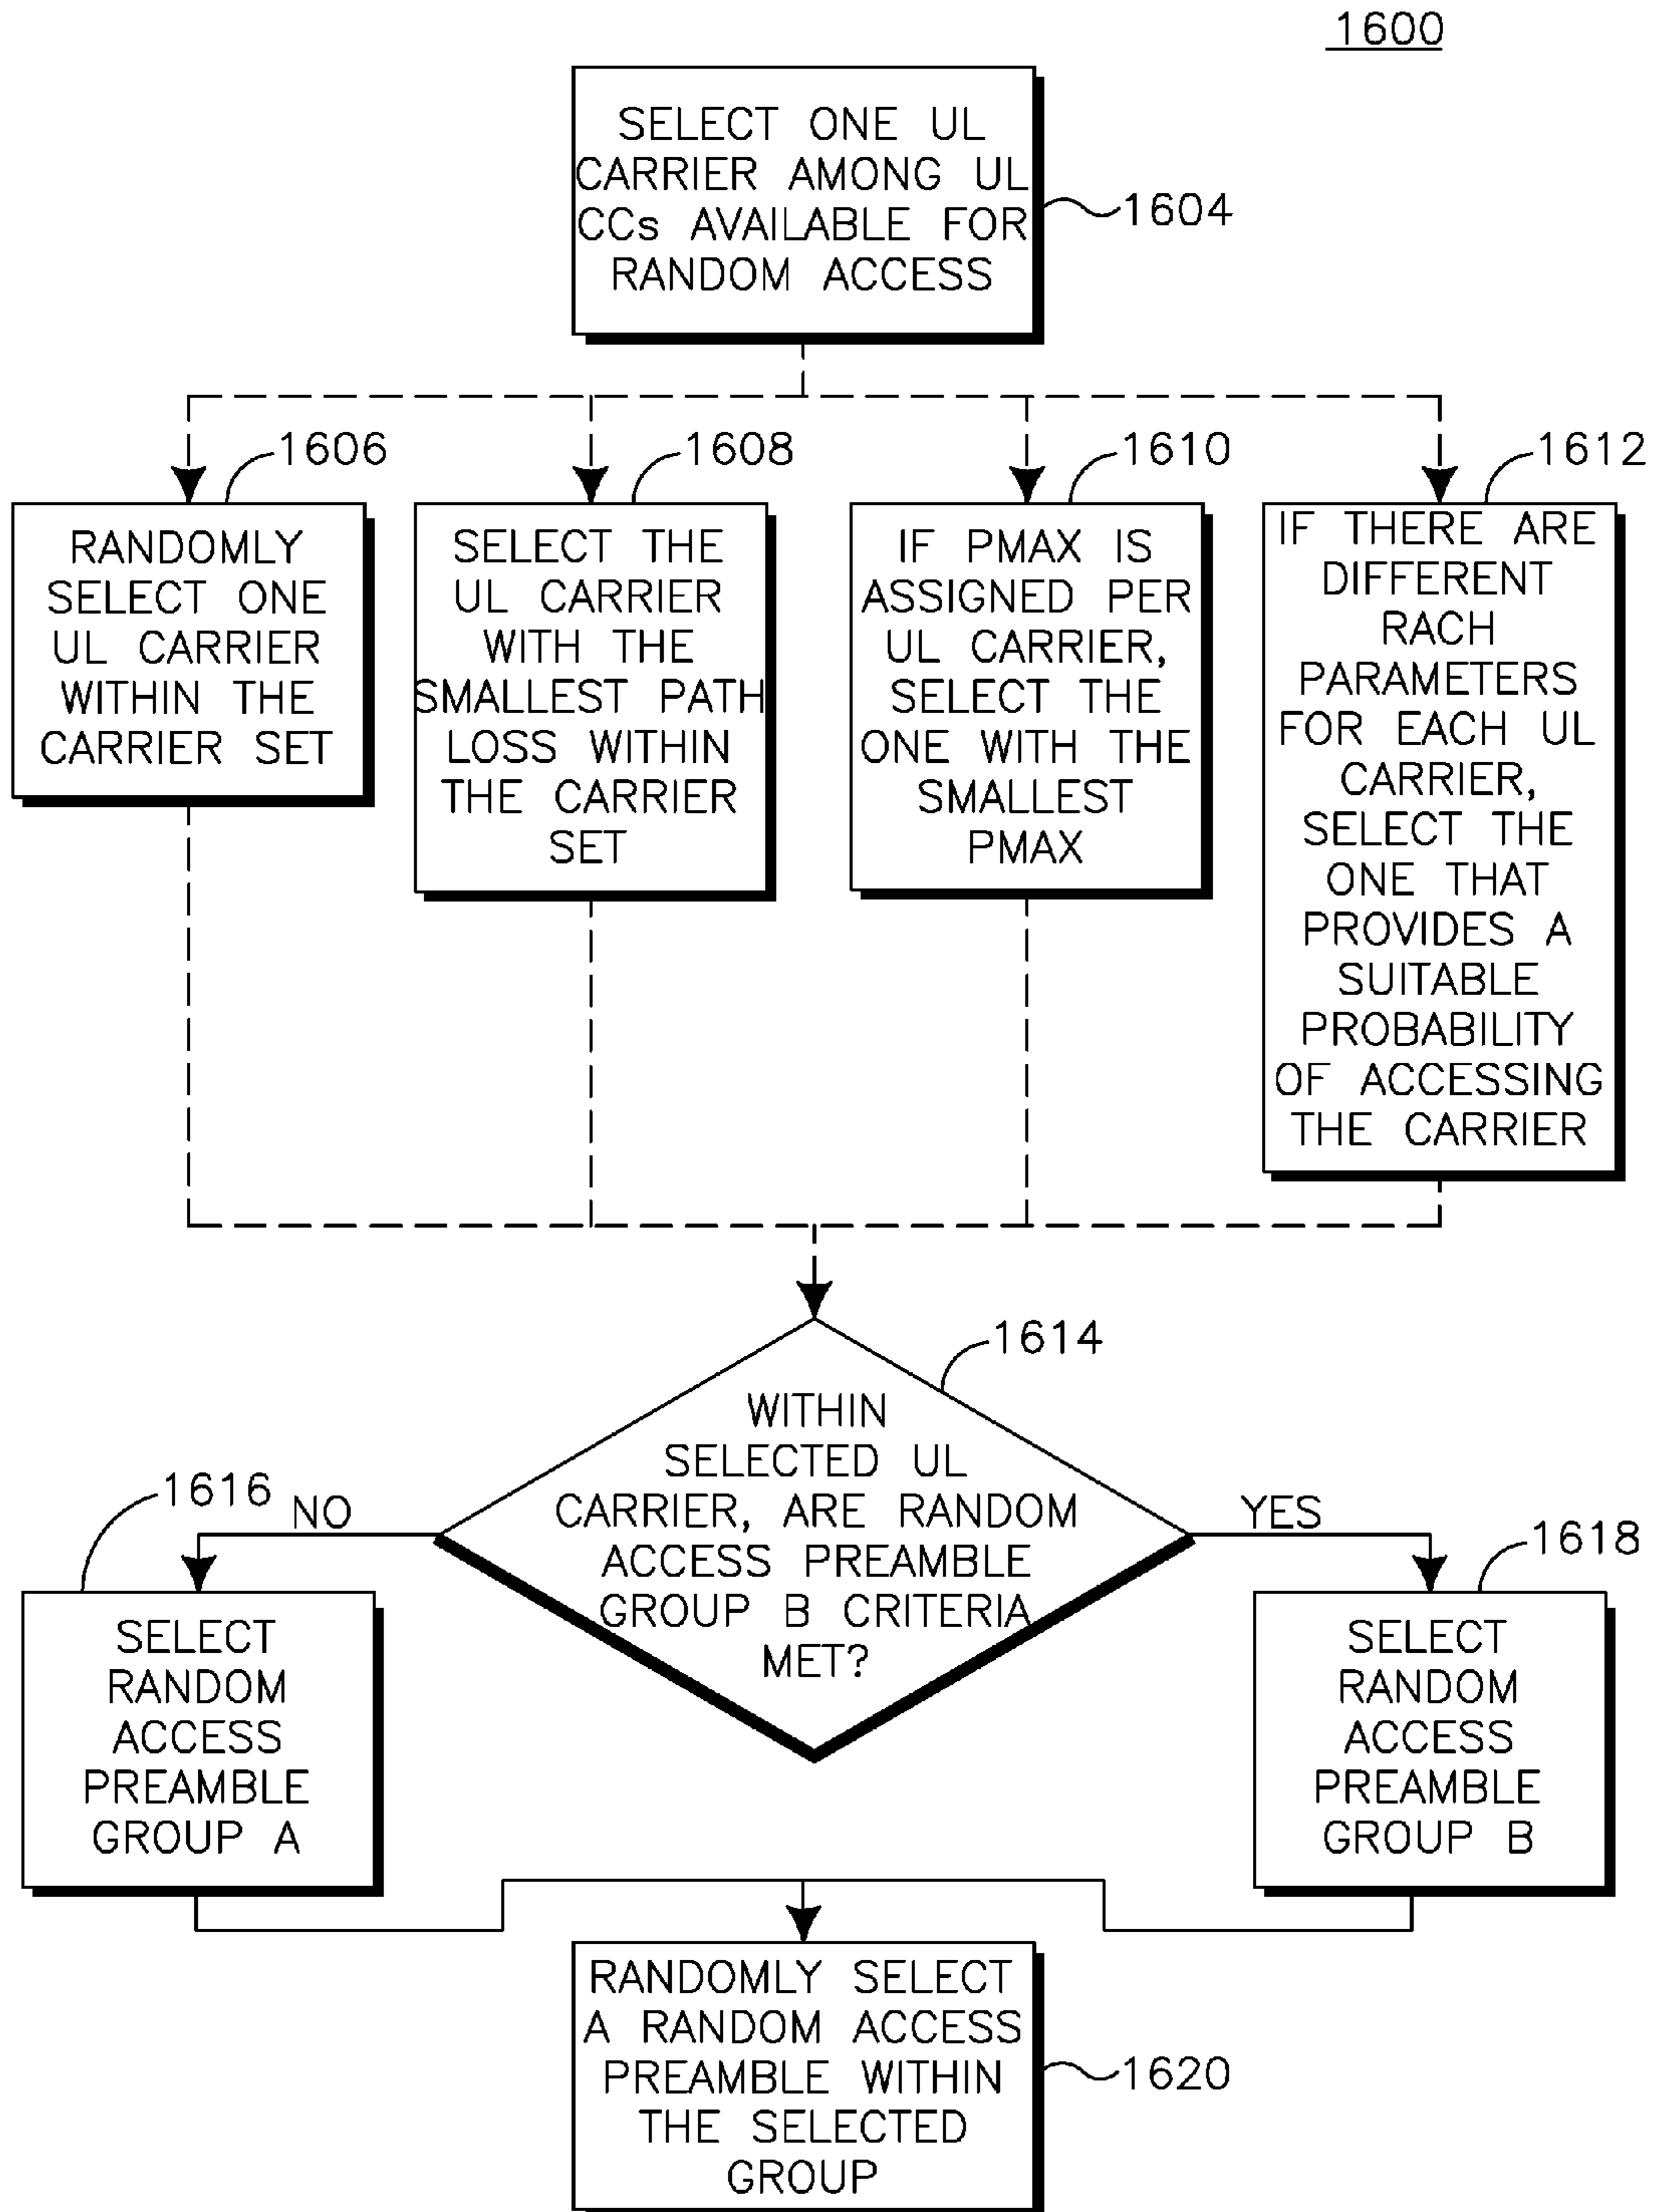 1600
SELECT ONE UL
CARRIER AMONG UL
CCs AVAILABLE FOR
RANDOM ACCESS
1604
1606
RANDOMLY
SELECT ONE
UL CARRIER
WITHIN THE
CARRIER SET
1608
SELECT THE
UL CARRIER
WITH THE
SMALLEST PATH
LOSS WITHIN
THE CARRIER
SET
1610
IF PMAX IS
ASSIGNED PER
UL CARRIER,
SELECT THE
ONE WITH THE
SMALLEST
PMAX
1612
IF THERE ARE
DIFFERENT
RACH
PARAMETERS
FOR EACH UL
CARRIER,
SELECT THE
ONE THAT
PROVIDES A
SUITABLE
PROBABILITY
OF ACCESSING
THE CARRIER
1614
WITHIN
SELECTED UL
CARRIER, ARE RANDOM
ACCESS PREAMBLE
GROUP B CRITERIA
MET?
1616
NO
SELECT
RANDOM
ACCESS
PREAMBLE
GROUP A
YES
1618
SELECT
RANDOM
ACCESS
PREAMBLE
GROUP B
RANDOMLY SELECT
A RANDOM ACCESS
PREAMBLE WITHIN
THE SELECTED
GROUP
1620